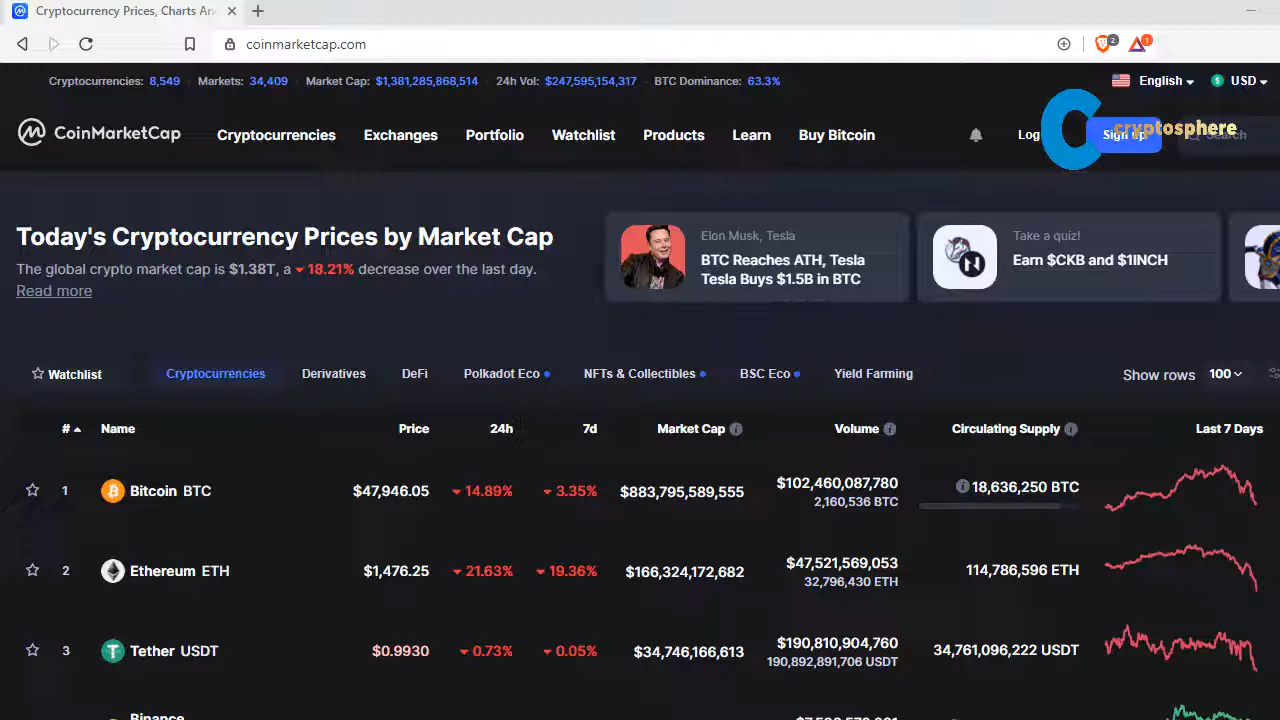 Cryptocurrency Prices, Charts An
coinmarketcap.com
2
1
Cryptocurrencies: 8,549 Markets: 34,409 Market Cap: $1,381,285,868,514 24h Vol: $247,595,154,317 BTC Dominance: 63.3%
English USD
CoinMarketCap Cryptocurrencies Exchanges Portfolio Watchlist Products Learn Buy Bitcoin Log Sign up Search
cryptosphere
Today's Cryptocurrency Prices by Market Cap
The global crypto market cap is $1.38T, a 18.21% decrease over the last day.
Read more
Elon Musk, Tesla
BTC Reaches ATH, Tesla
Tesla Buys $1.5B in BTC
Take a quiz!
Earn $CKB and $1INCH
Watchlist Cryptocurrencies Derivatives DeFi Polkadot Eco NFTs & Collectibles BSC Eco Yield Farming Show rows 100
# Name Price 24h 7d Market Cap Volume Circulating Supply Last 7 Days
1 Bitcoin BTC $47,946.05 14.89% 3.35% $883,795,589,555 $102,460,087,780 18,636,250 BTC
2,160,536 BTC
2 Ethereum ETH $1,476.25 21.63% 19.36% $166,324,172,682 $47,521,569,053 114,786,596 ETH
32,796,430 ETH
3 Tether USDT $0.9930 0.73% 0.05% $34,746,166,613 $190,810,904,760 34,761,096,222 USDT
190,892,891,706 USDT
Binance